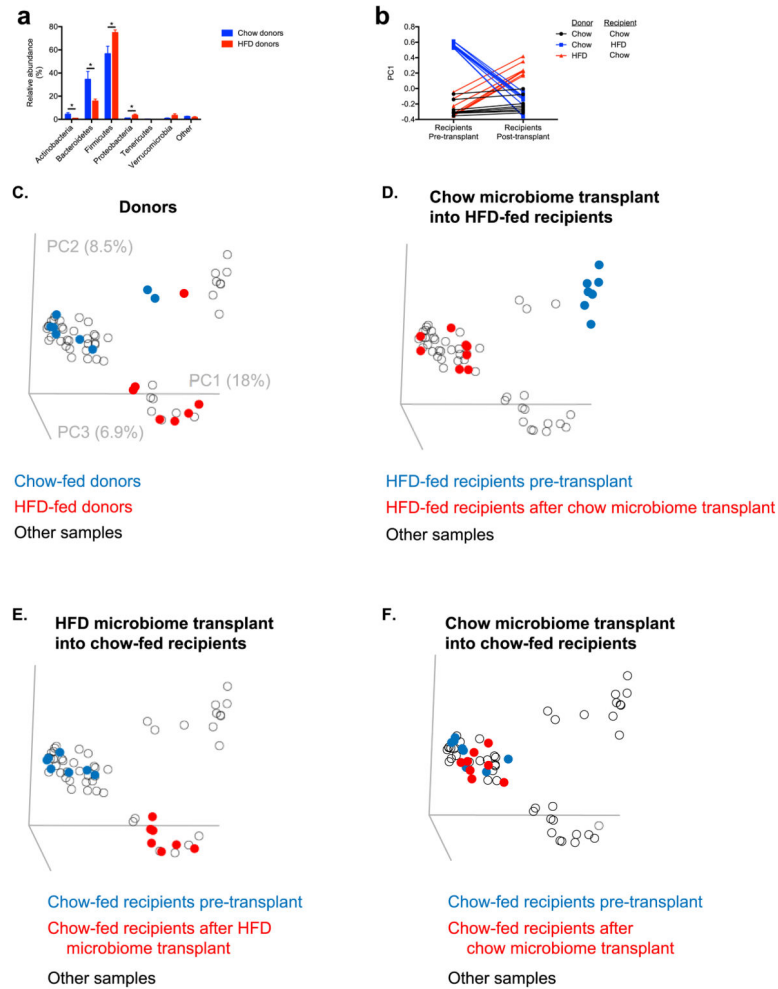 a
Chow donors
HFD donors
Relative abundance
(%)
80
60
40
20
0
* * * *
Actinobacteria
Bacteroidetes
Firmicutes
Proteobacteria
Tenericutes
Verrucomicrobia
Other
b
Donor Recipient
Chow Chow
Chow HFD
HFD Chow
PC1
0.8
0.6
0.4
0.2
0.0
-0.2
-0.4
Recipients Recipients
Pre-transplant Post-transplant
C.
Donors
PC2 (8.5%)
PC1 (18%)
PC3 (6.9%)
Chow-fed donors
HFD-fed donors
Other samples
D.
Chow microbiome transplant
into HFD-fed recipients
HFD-fed recipients pre-transplant
HFD-fed recipients after chow microbiome transplant
Other samples
E.
HFD microbiome transplant
into chow-fed recipients
Chow-fed recipients pre-transplant
Chow-fed recipients after HFD
microbiome transplant
Other samples
F.
Chow microbiome transplant
into chow-fed recipients
Chow-fed recipients pre-transplant
Chow-fed recipients after
chow microbiome transplant
Other samples